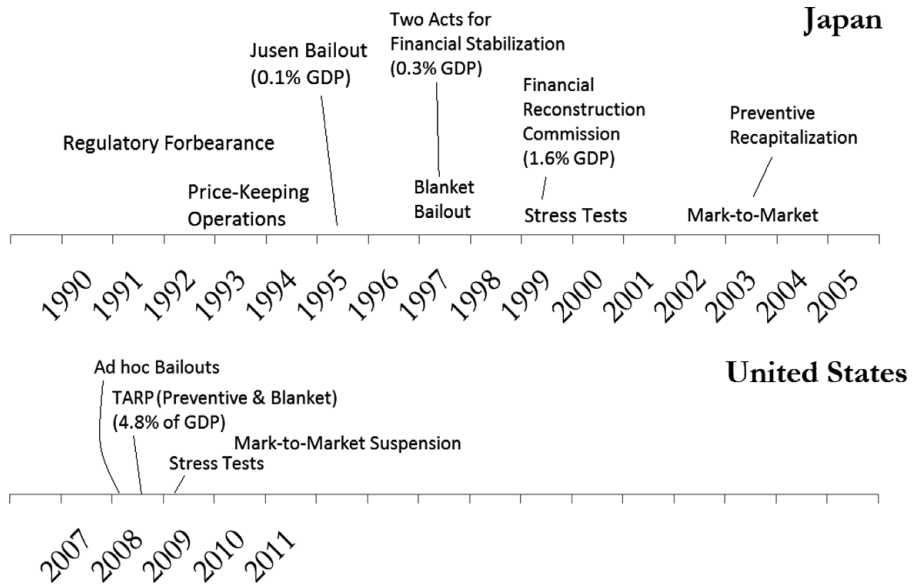 Japan
Two Acts for
Financial Stabilization
(0.3% GDP)
Jusen Bailout
(0.1% GDP)
Financial
Reconstruction
Commission
(1.6% GDP)
Preventive
Recapitalization
Regulatory Forbearance
Price-Keeping
Operations
Blanket
Bailout
Stress Tests
Mark-to-Market
1990
1991
1992
1993
1994
1995
1996
1997
1998
1999
2000
2001
2002
2003
2004
2005
United States
Ad hoc Bailouts
TARP (Preventive & Blanket)
(4.8% of GDP)
Mark-to-Market Suspension
Stress Tests
2007
2008
2009
2010
2011